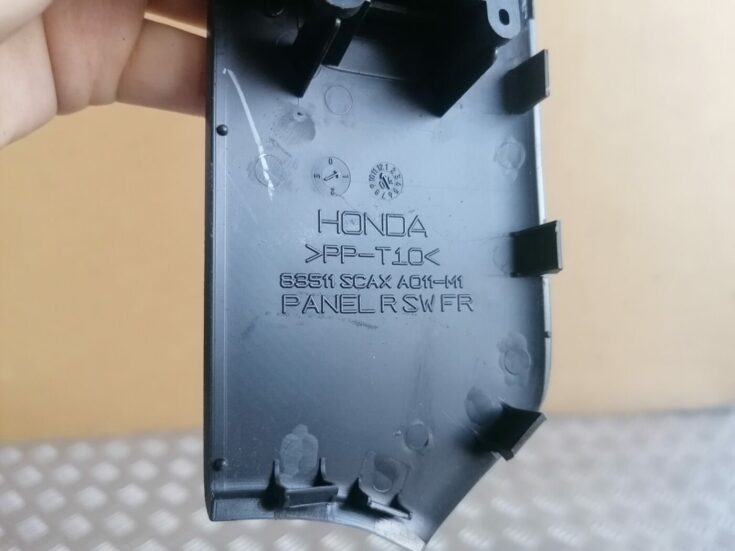 HONDA
>PP-T10<
83511 SCAX A011-M1
PANEL R SW FR